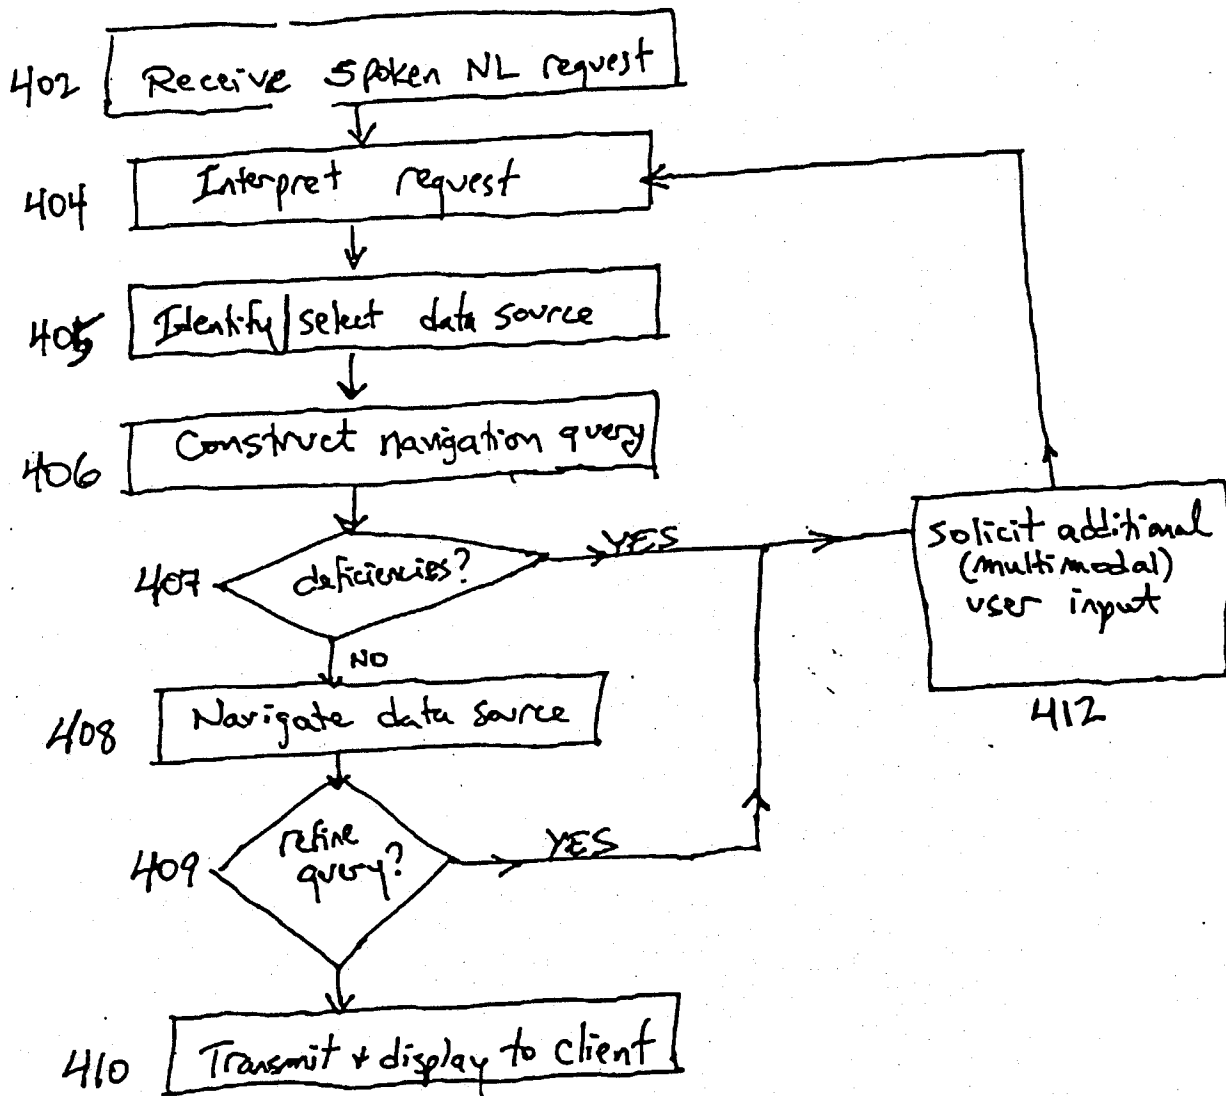 402 Receive spoken NL request
404 Interpret request
405 Identify/select data source
406 Construct navigation query
407 deficiencies?
YES
solicit additional
(multimodal)
user input
412
NO
408 Navigate data source
409 refine
query?
YES
410 Transmit + display to client